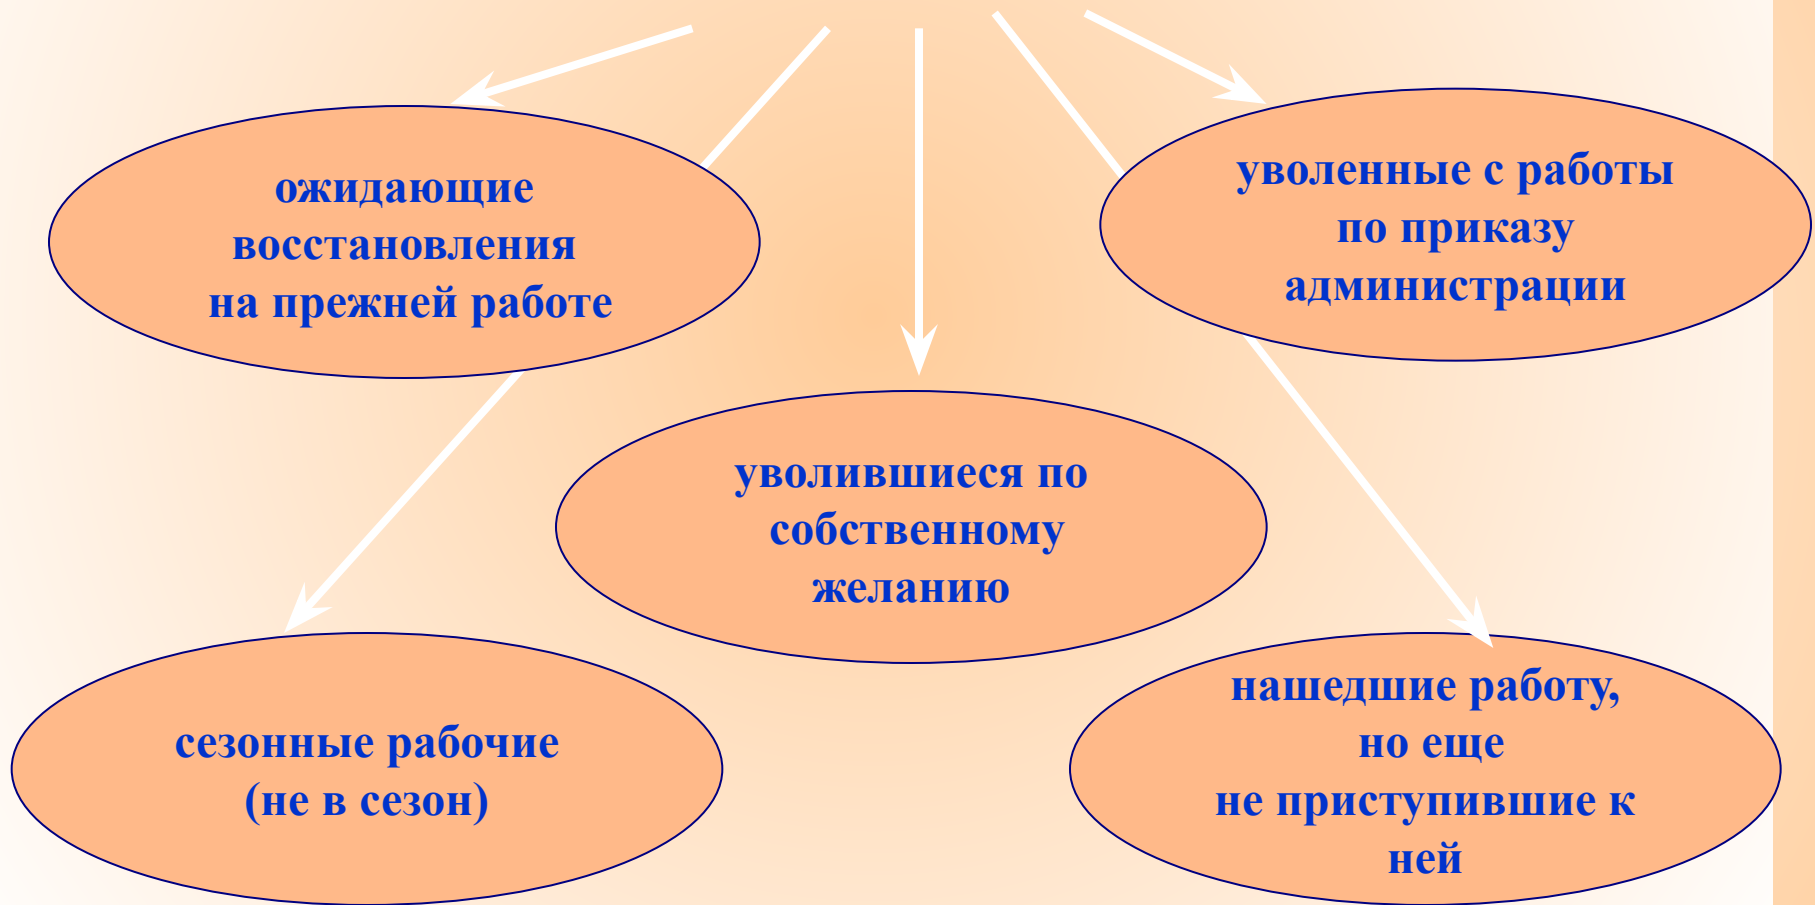 ожидающие
восстановления
на прежней работе
уволенные с работы
по приказу
администрации
уволившиеся по
собственному
желанию
сезонные рабочие
(не в сезон)
нашедшие работу,
но еще
не приступившие к
ней